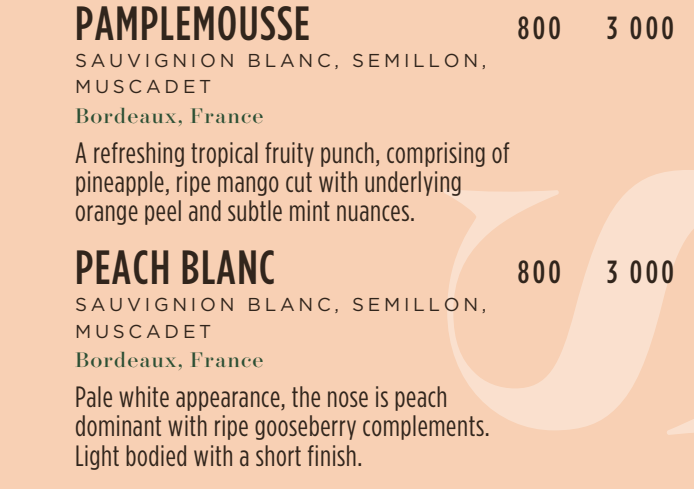 PAMPLEMOUSSE 800 3 000
SAUVIGNION BLANC, SEMILLON,
MUSCADET
Bordeaux, France
A refreshing tropical fruity punch, comprising of
pineapple, ripe mango cut with underlying
orange peel and subtle mint nuances.
PEACH BLANC 800 3 000
SAUVIGNION BLANC, SEMILLON,
MUSCADET
Bordeaux, France
Pale white appearance, the nose is peach
dominant with ripe gooseberry complements.
Light bodied with a short finish.